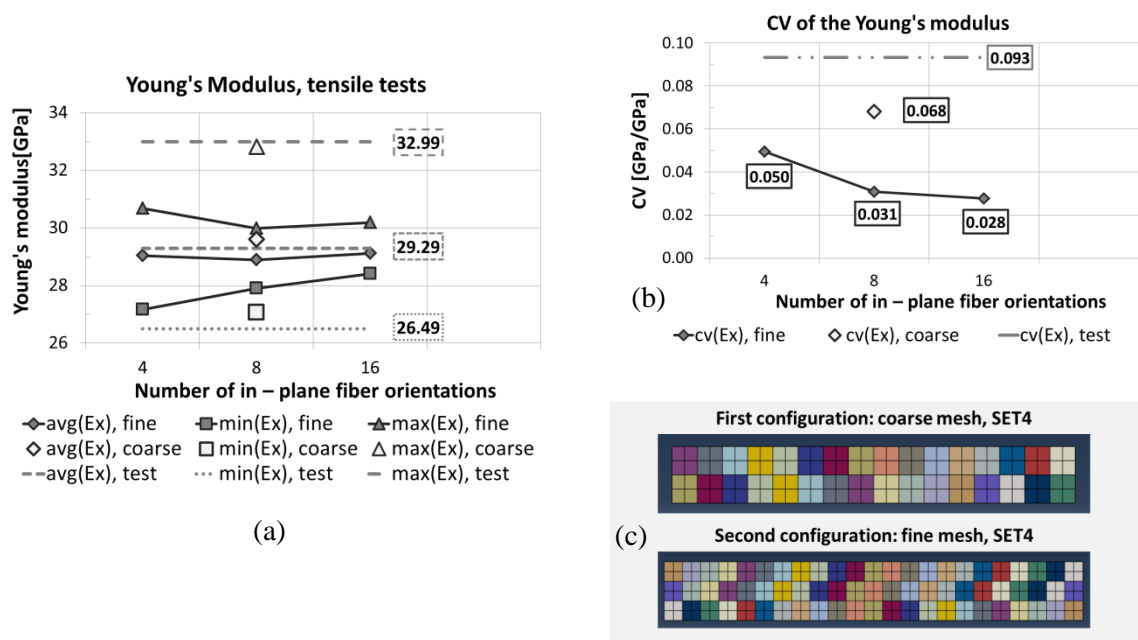 Young's Modulus, tensile tests
Young's modulus[GPa]
34
33
32
30
28
26
32.99
29.29
26.49
4
8
16
Number of in – plane fiber orientations
avg(Ex), fine
min(Ex), fine
max(Ex), fine
avg(Ex), coarse
min(Ex), coarse
max(Ex), coarse
avg(Ex), test
min(Ex), test
max(Ex), test
(a)
CV of the Young's modulus
CV [GPa/GPa]
0.10
0.08
0.06
0.04
0.02
0.00
0.093
0.068
0.050
0.031
0.028
4
8
16
(b)
Number of in – plane fiber orientations
cv(Ex), fine
cv(Ex), coarse
cv(Ex), test
First configuration: coarse mesh, SET4
(c)
Second configuration: fine mesh, SET4